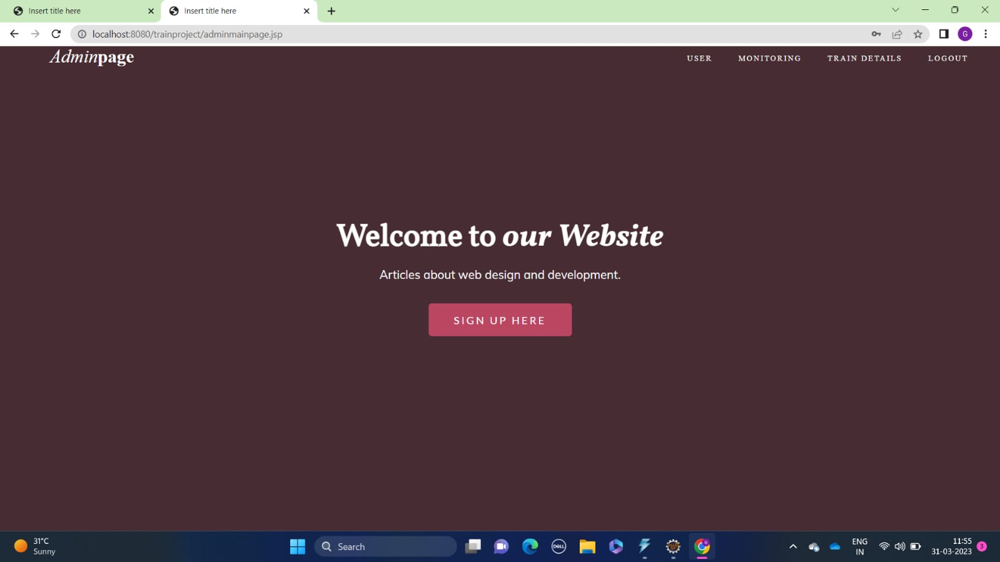 Insert title here
Insert title here
localhost:8080/trainproject/adminmainpage.jsp
G
Adminpage
USER
MONITORING
TRAIN DETAILS
LOGOUT
Welcome to our Website
Articles about web design and development.
SIGN UP HERE
31°C
Sunny
Search
DELL
G
ENG
IN
11:55
31-03-2023
3